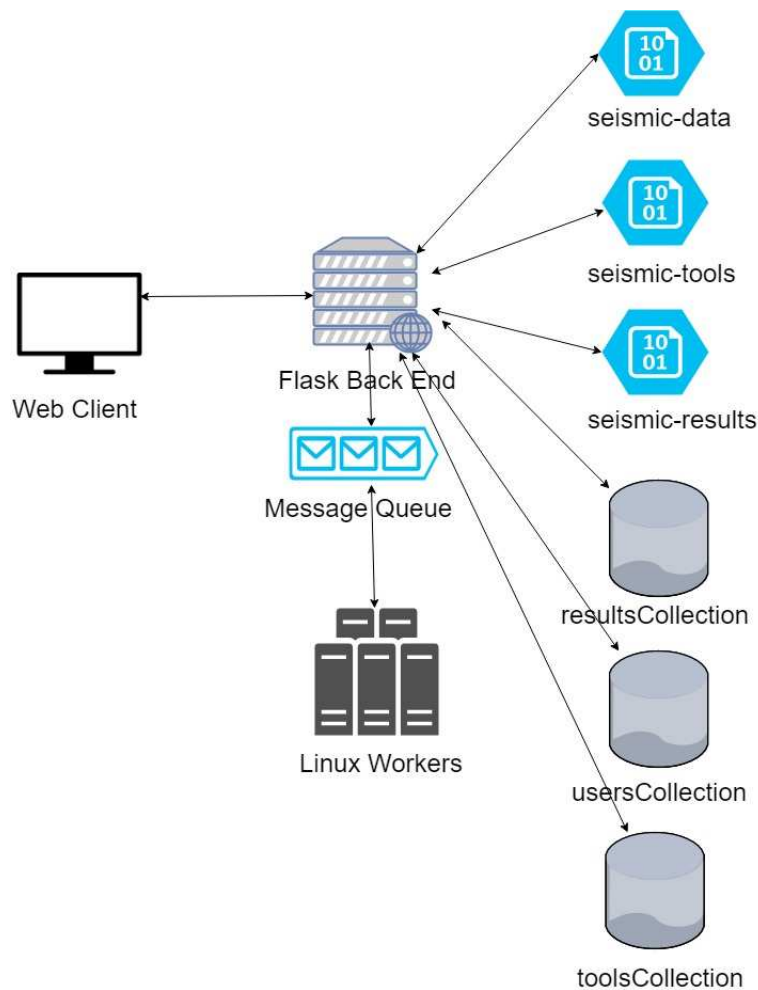 10
01
seismic-data
10
01
seismic-tools
10
01
seismic-results
Web Client
Flask Back End
Message Queue
Linux Workers
resultsCollection
usersCollection
toolsCollection